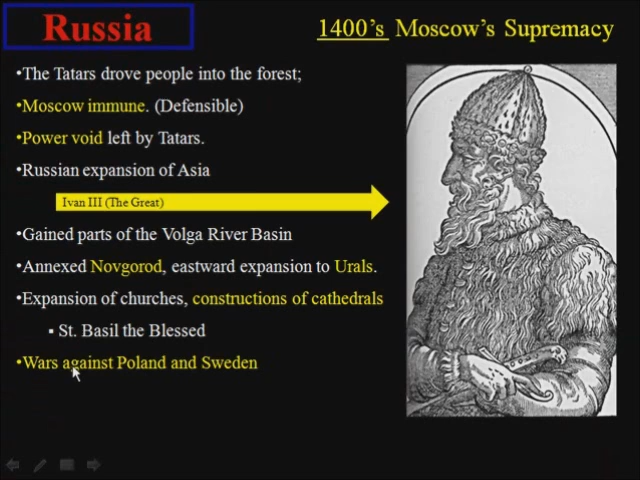 Russia
1400's Moscow's Supremacy
•The Tatars drove people into the forest;
•Moscow immune. (Defensible)
•Power void left by Tatars.
•Russian expansion of Asia
Ivan III (The Great)
•Gained parts of the Volga River Basin
•Annexed Novgorod, eastward expansion to Urals.
•Expansion of churches, constructions of cathedrals
▪ St. Basil the Blessed
•Wars against Poland and Sweden